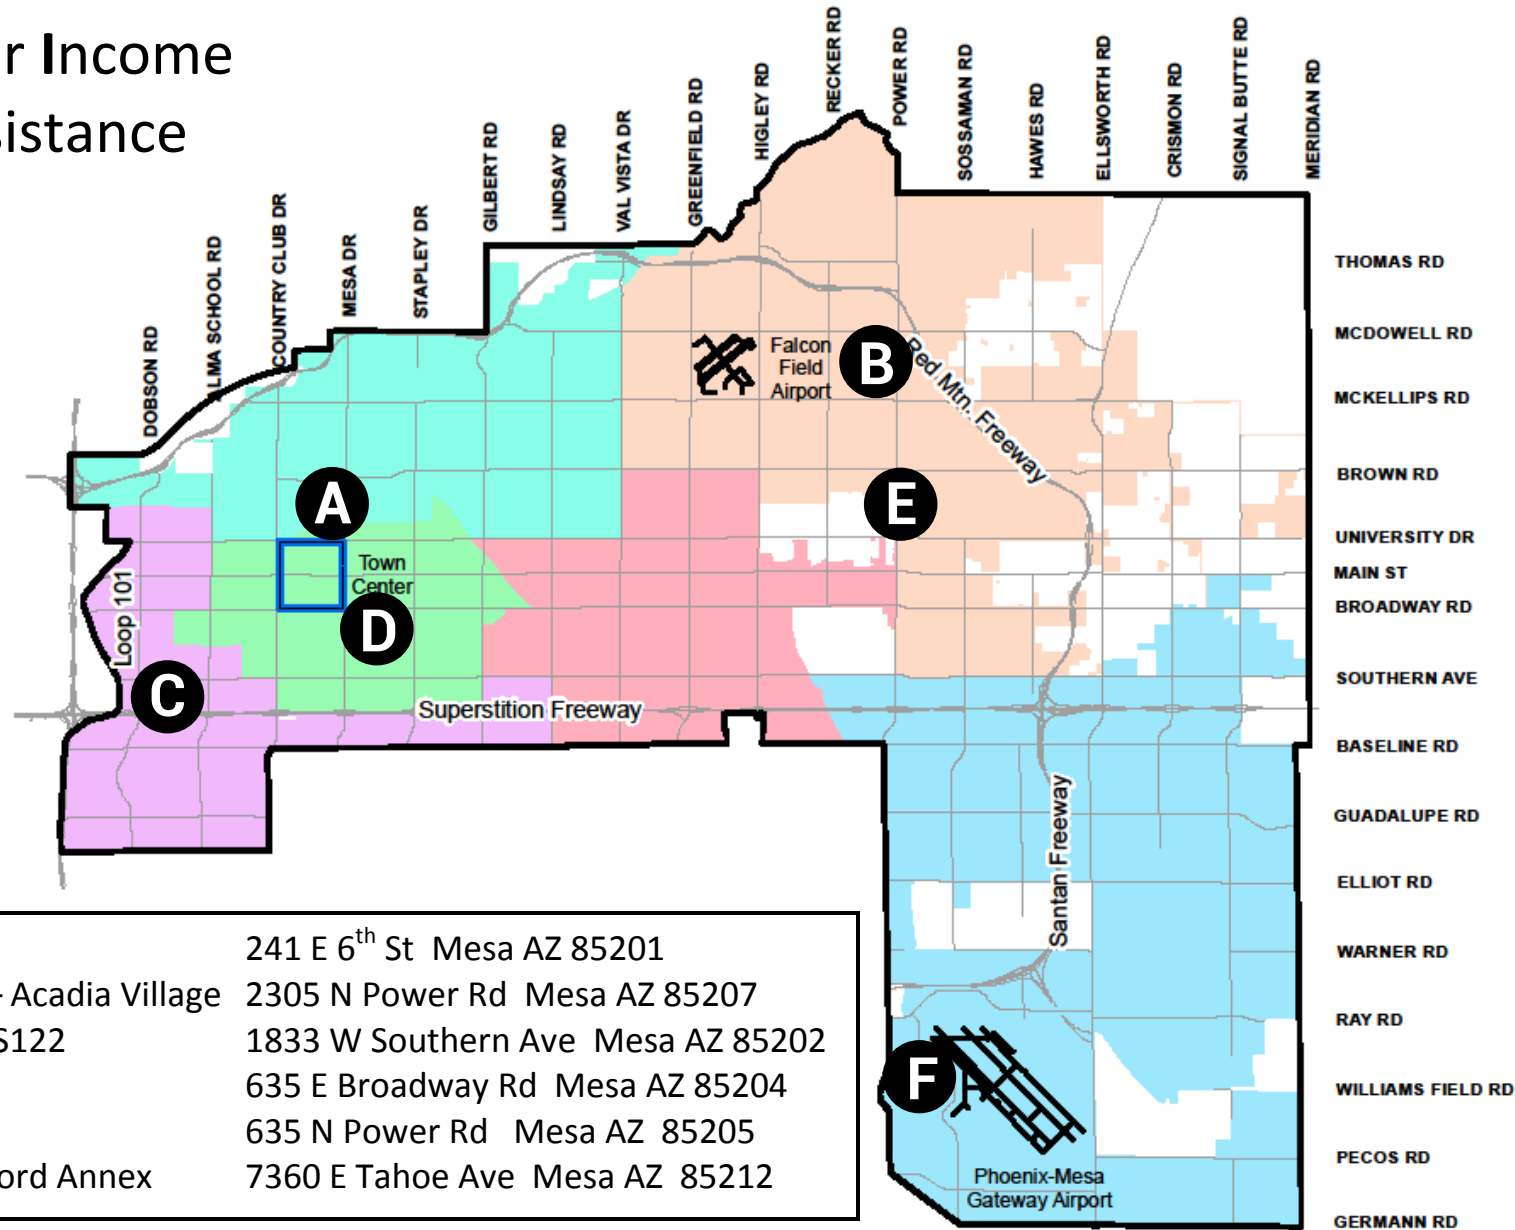 r Income
sistance
DOBSON RD
LMA SCHOOL RD
COUNTRY CLUB DR
MESA DR
STAPLEY DR
GILBERT RD
LINDSAY RD
VAL VISTA DR
GREENFIELD RD
HIGLEY RD
RECKER RD
POWER RD
SOSSAMAN RD
HAWES RD
ELLSWORTH RD
CRISMON RD
SIGNAL BUTTE RD
MERIDIAN RD
THOMAS RD
MCDOWELL RD
MCKELLIPS RD
BROWN RD
UNIVERSITY DR
MAIN ST
BROADWAY RD
SOUTHERN AVE
BASELINE RD
GUADALUPE RD
ELLIOT RD
WARNER RD
RAY RD
WILLIAMS FIELD RD
PECOS RD
GERMANN RD
Falcon
Field
Airport
B
Red Mtn. Freeway
A
E
Town
Center
D
Loop 101
C
Superstition Freeway
Santan Freeway
F
Phoenix-Mesa
Gateway Airport
241 E 6th St Mesa AZ 85201
- Acadia Village 2305 N Power Rd Mesa AZ 85207
S122 1833 W Southern Ave Mesa AZ 85202
635 E Broadway Rd Mesa AZ 85204
635 N Power Rd Mesa AZ 85205
ord Annex 7360 E Tahoe Ave Mesa AZ 85212